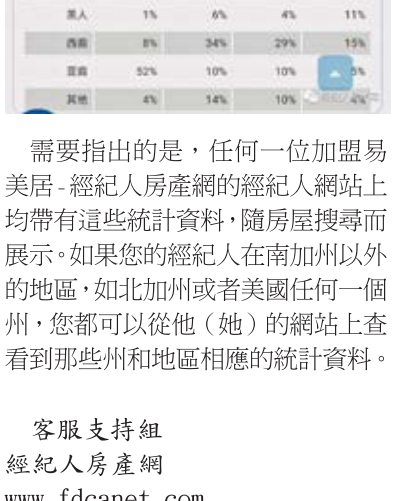 黑人 1% 6% 4% 11%
西裔 8% 34% 29% 15%
亞裔 52% 10% 10% 5%
其他 4% 14% 10% 4%
需要指出的是，任何一位加盟易
美居-經紀人房產網的經紀人網站上
均帶有這些統計資料，隨房屋搜尋而
展示。如果您的經紀人在南加州以外
的地區，如北加州或者美國任何一個
州，您都可以從他（她）的網站上查
看到那些州和地區相應的統計資料。
客服支持組
經紀人房產網
www.fdcanet.com